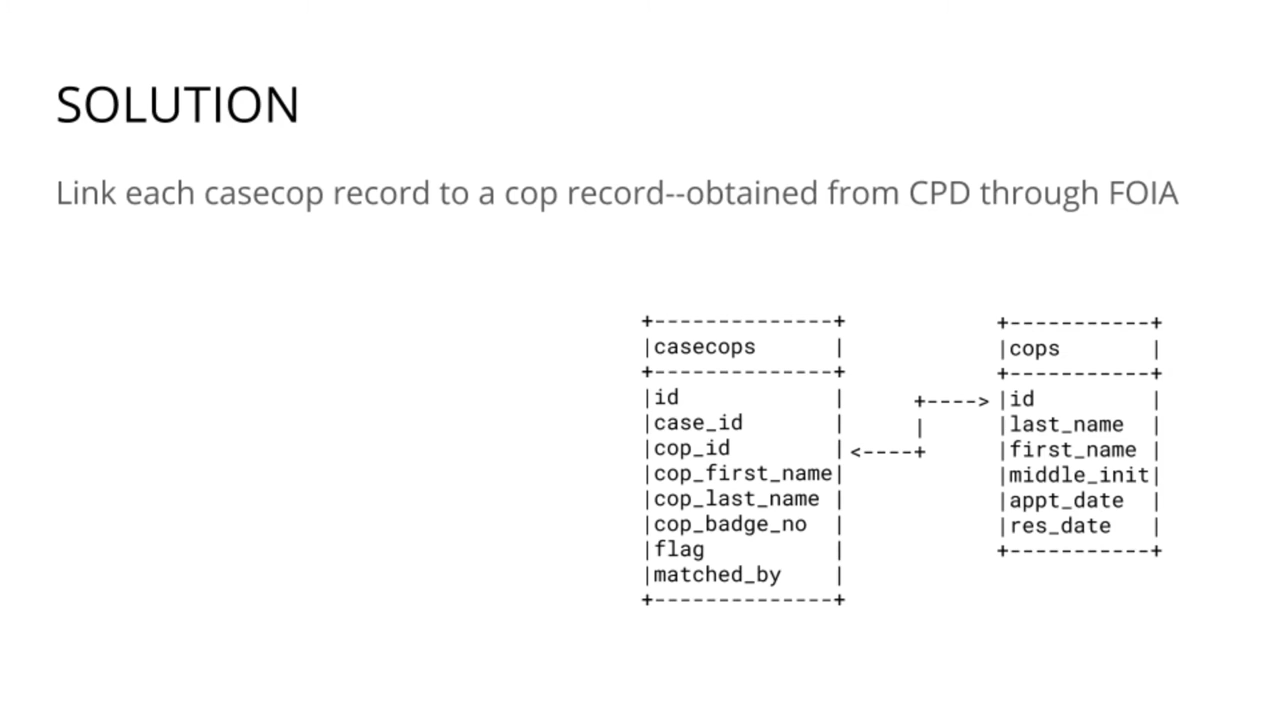 SOLUTION
Link each casecop record to a cop record--obtained from CPD through FOIA
+--------------+
|casecops      |
+--------------+
|id            |
|case_id       |
|cop_id        |<----+
|cop_first_name|
|cop_last_name |
|cop_badge_no  |
|flag          |
|matched_by    |
+--------------+
+-----------+
|cops       |
+-----------+
+---->|id         |
|     |last_name  |
|first_name |
|middle_init|
|appt_date  |
|res_date   |
+-----------+